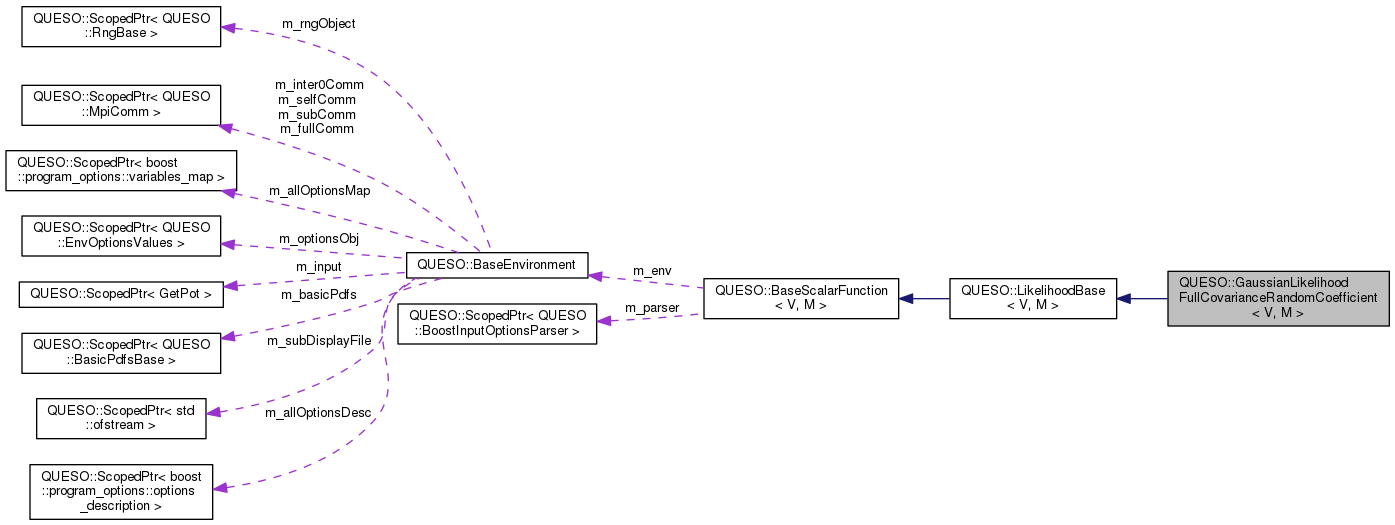 QUESO::ScopedPtr< QUESO
::RngBase >
m_rngObject
QUESO::ScopedPtr< QUESO
::MpiComm >
m_inter0Comm
m_selfComm
m_subComm
m_fullComm
QUESO::ScopedPtr< boost
::program_options::variables_map >
m_allOptionsMap
QUESO::ScopedPtr< QUESO
::EnvOptionsValues >
m_optionsObj
QUESO::ScopedPtr< GetPot >
m_input
QUESO::ScopedPtr< QUESO
::BasicPdfsBase >
m_basicPdfs
QUESO::ScopedPtr< std
::ofstream >
m_subDisplayFile
QUESO::ScopedPtr< boost
::program_options::options
_description >
m_allOptionsDesc
QUESO::BaseEnvironment
QUESO::ScopedPtr< QUESO
::BoostInputOptionsParser >
m_env
m_parser
QUESO::BaseScalarFunction
< V, M >
QUESO::LikelihoodBase
< V, M >
QUESO::GaussianLikelihood
FullCovarianceRandomCoefficient
< V, M >